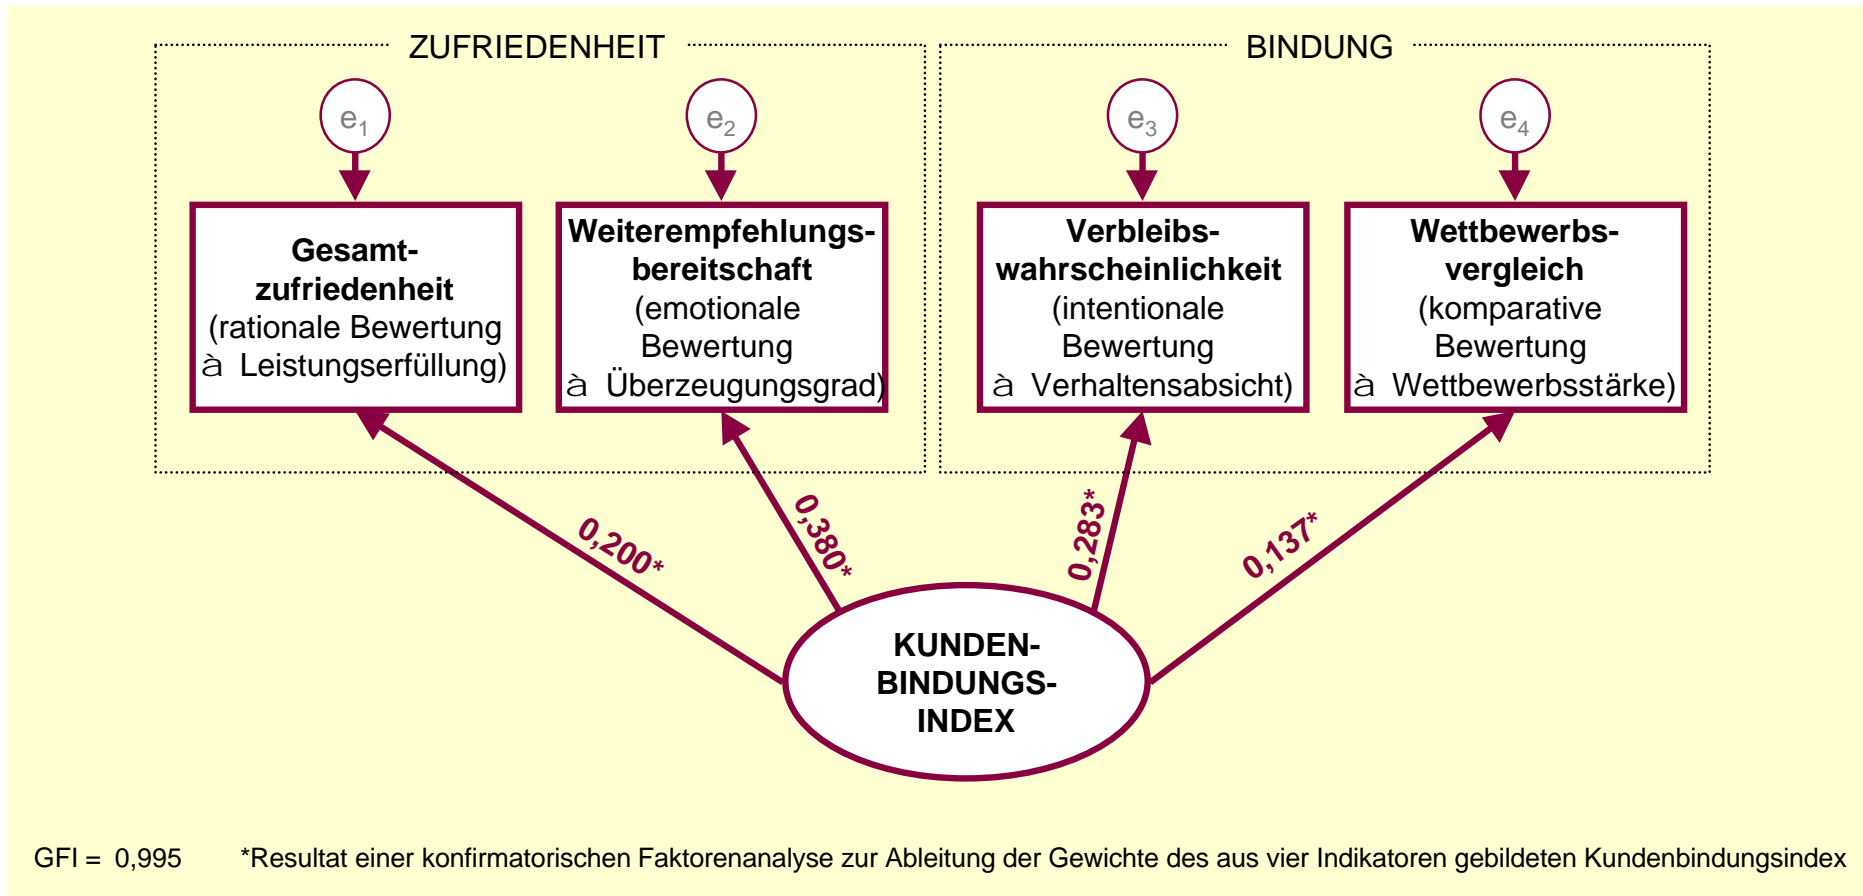 ZUFRIEDENHEIT
BINDUNG
e1
e2
e3
e4
Gesamt-
zufriedenheit
(rationale Bewertung
à Leistungserfüllung)
Weiterempfehlungs-
bereitschaft
(emotionale
Bewertung
à Überzeugungsgrad)
Verbleibs-
wahrscheinlichkeit
(intentionale
Bewertung
à Verhaltensabsicht)
Wettbewerbs-
vergleich
(komparative
Bewertung
à Wettbewerbsstärke)
0,200*
0,380*
0,283*
0,137*
KUNDEN-
BINDUNGS-
INDEX
GFI = 0,995 *Resultat einer konfirmatorischen Faktorenanalyse zur Ableitung der Gewichte des aus vier Indikatoren gebildeten Kundenbindungsindex